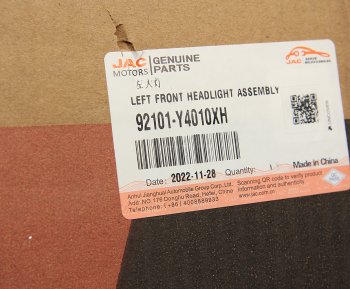 JAC
MOTORS
GENUINE
PARTS
JAC
左大灯
LEFT FRONT HEADLIGHT ASSEMBLY
92101-Y4010XH
Date: 2022-11-28 Quantity:
Made In China
Anhui Jianghuai Automobile Group Corp. Ltd.
Add: NO.176 Dongliu Road, Hefei, China
Telephone: (+86)4008889933
Scanning QR code to verify product
information and authenticity.
www.jac.com.cn